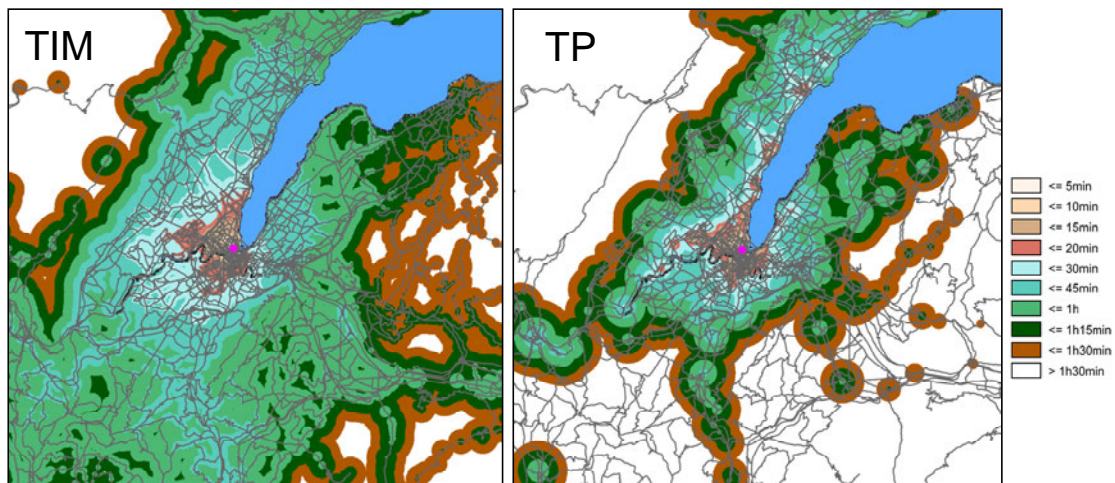 TIM
TP
<= 5min
<= 10min
<= 15min
<= 20min
<= 30min
<= 45min
<= 1h
<= 1h15min
<= 1h30min
> 1h30min